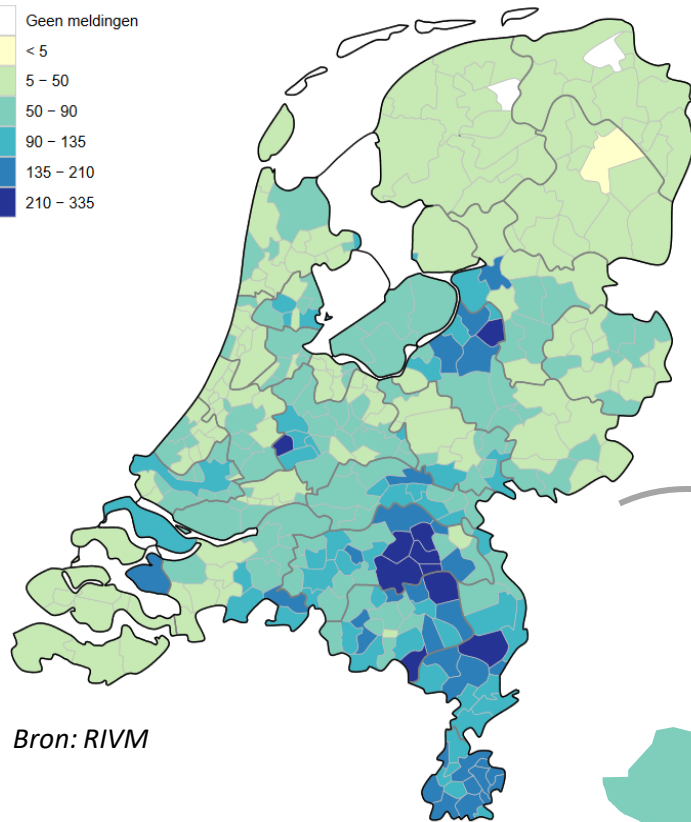 Geen meldingen
< 5
5 – 50
50 – 90
90 – 135
135 – 210
210 – 335
Bron: RIVM